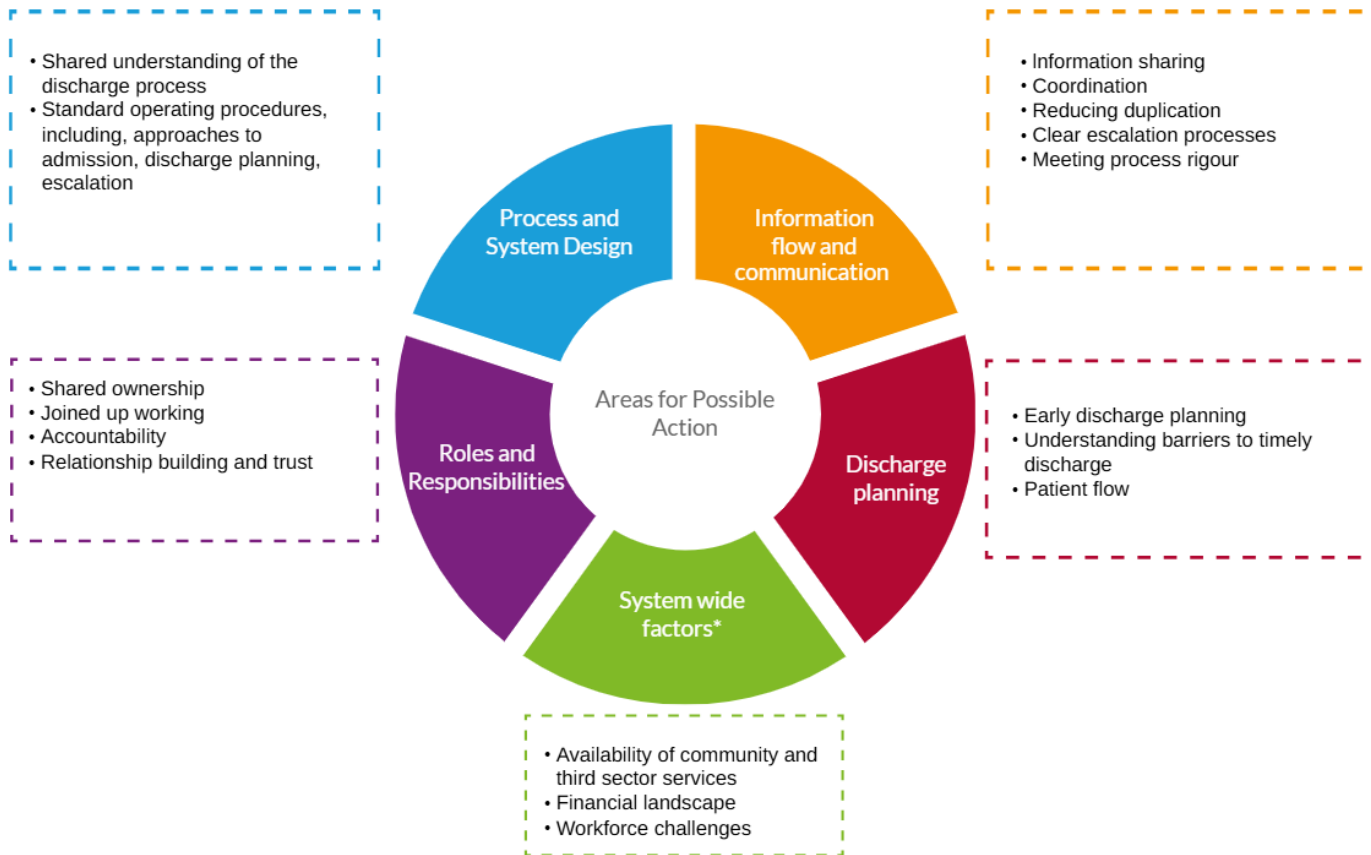 • Shared understanding of the
discharge process
• Standard operating procedures,
including, approaches to
admission, discharge planning,
escalation
• Information sharing
• Coordination
• Reducing duplication
• Clear escalation processes
• Meeting process rigour
Process and
System Design
Information
flow and
communication
• Shared ownership
• Joined up working
• Accountability
• Relationship building and trust
Roles and
Responsibilities
Areas for Possible
Action
Discharge
planning
• Early discharge planning
• Understanding barriers to timely
discharge
• Patient flow
System wide
factors*
• Availability of community and
third sector services
• Financial landscape
• Workforce challenges